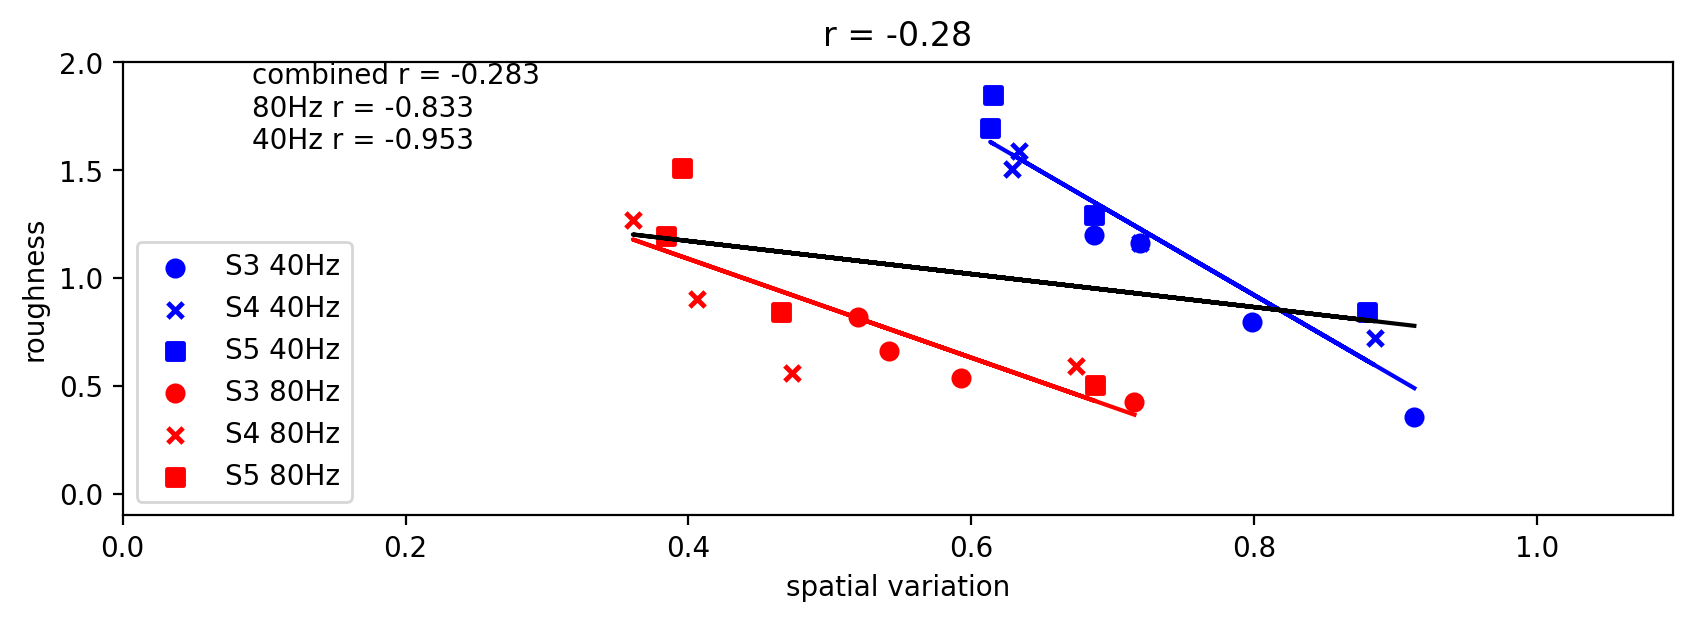 r = -0.28
combined r = -0.283
80Hz r = -0.833
40Hz r = -0.953
2.0
1.5
1.0
0.5
0.0
roughness
S3 40Hz
S4 40Hz
S5 40Hz
S3 80Hz
S4 80Hz
S5 80Hz
0.0 0.2 0.4 0.6 0.8 1.0
spatial variation